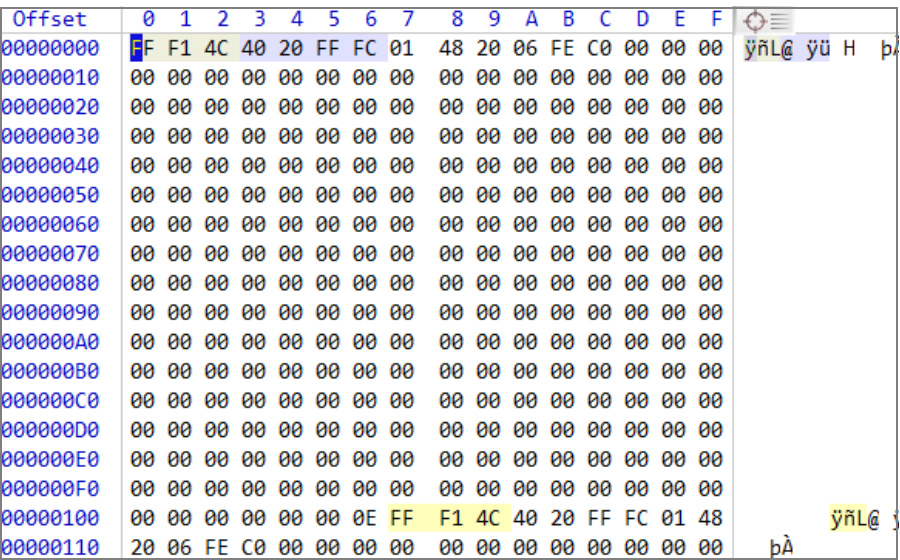 Offset 0 1 2 3 4 5 6 7 8 9 A B C D E F
00000000 FF F1 4C 40 20 FF FC 01 48 20 06 FE C0 00 00 00 ÿñL@ ÿü H þÀ
00000010 00 00 00 00 00 00 00 00 00 00 00 00 00 00 00 00
00000020 00 00 00 00 00 00 00 00 00 00 00 00 00 00 00 00
00000030 00 00 00 00 00 00 00 00 00 00 00 00 00 00 00 00
00000040 00 00 00 00 00 00 00 00 00 00 00 00 00 00 00 00
00000050 00 00 00 00 00 00 00 00 00 00 00 00 00 00 00 00
00000060 00 00 00 00 00 00 00 00 00 00 00 00 00 00 00 00
00000070 00 00 00 00 00 00 00 00 00 00 00 00 00 00 00 00
00000080 00 00 00 00 00 00 00 00 00 00 00 00 00 00 00 00
00000090 00 00 00 00 00 00 00 00 00 00 00 00 00 00 00 00
000000A0 00 00 00 00 00 00 00 00 00 00 00 00 00 00 00 00
000000B0 00 00 00 00 00 00 00 00 00 00 00 00 00 00 00 00
000000C0 00 00 00 00 00 00 00 00 00 00 00 00 00 00 00 00
000000D0 00 00 00 00 00 00 00 00 00 00 00 00 00 00 00 00
000000E0 00 00 00 00 00 00 00 00 00 00 00 00 00 00 00 00
000000F0 00 00 00 00 00 00 00 00 00 00 00 00 00 00 00 00
00000100 00 00 00 00 00 00 0E FF F1 4C 40 20 FF FC 01 48 ÿñL@ ÿ
00000110 20 06 FE C0 00 00 00 00 00 00 00 00 00 00 00 00 þÀ